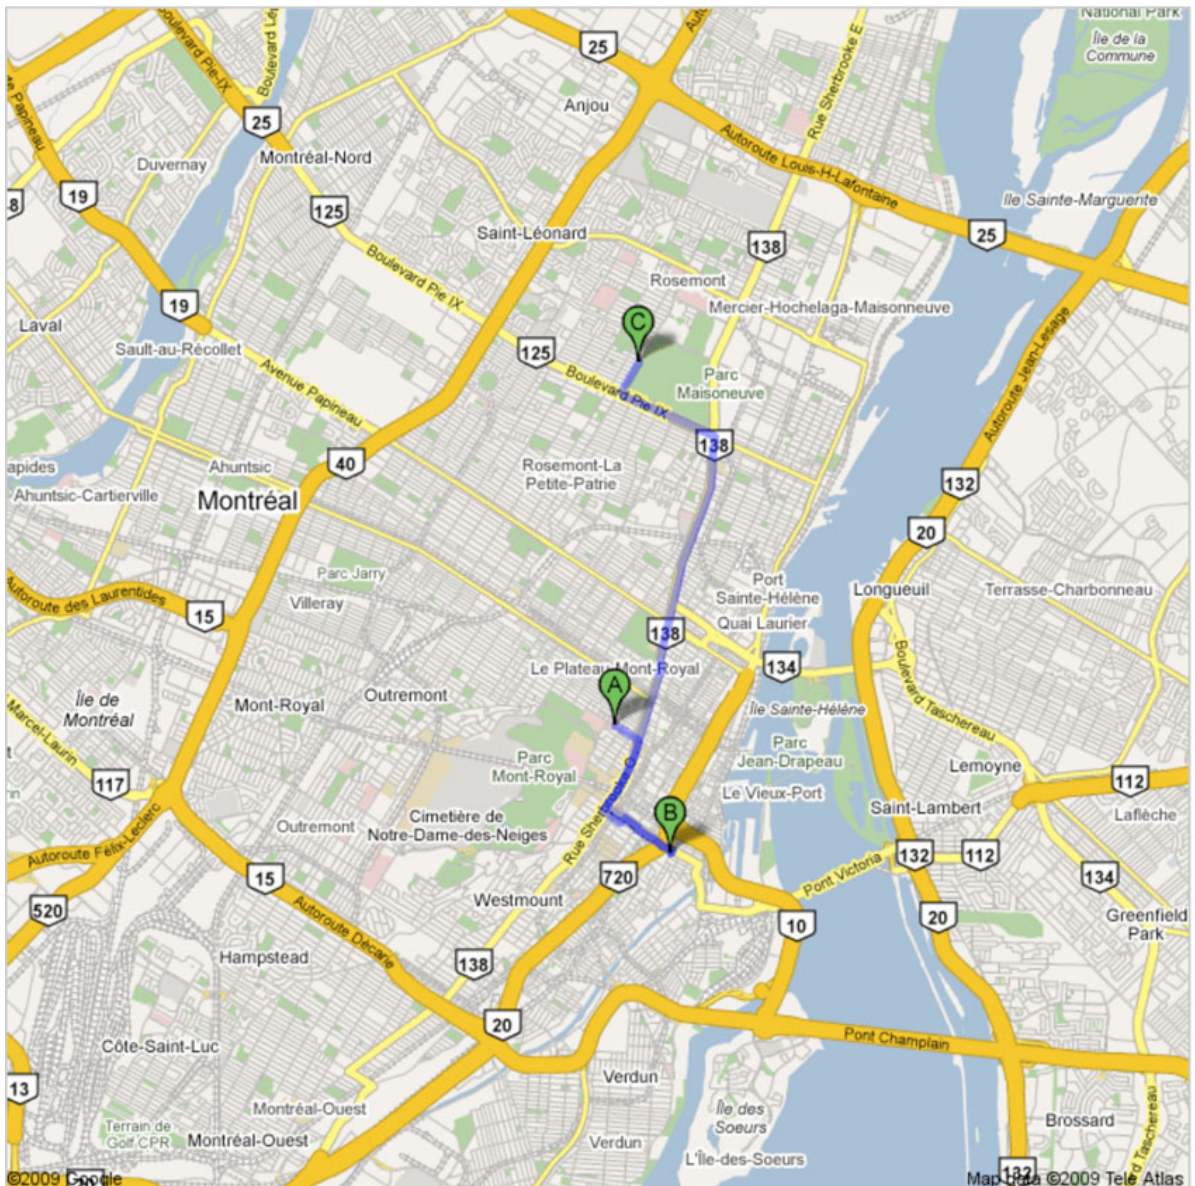 National Park
Île de la
Commune
Boulevard Pie-IX
25
Rue Sherbrooke E
Anjou
25
Autoroute Louis-H-Lafontaine
Montréal-Nord
Duvernay
19
125
Ile Sainte-Marguerite
Saint-Léonard
138
25
Boulevard Pie IX
Rosemont
19
Mercier-Hochelaga-Maisonneuve
Laval
C
Sault-au-Récollet
125
Autoroute Jean-Lesage
Avenue Papineau
Boulevard Pie IX
Parc
Maisoneuve
138
40
Ahuntsic
Rosemont-La
Petite-Patrie
132
Ahuntsic-Cartierville
Montréal
20
Parc Jarry
Autoroute des Laurentides
Villeray
15
Port
Sainte-Hélène
Longueuil
Terrasse-Charbonneau
Quai Laurier
138
Le Plateau Mont-Royal
134
Boulevard Taschereau
A
Outremont
Île de
Montréal
Mont-Royal
Île Sainte-Hélène
Marcel-Laurin
Parc
Mont-Royal
Parc
Jean-Drapeau
Lemoyne
117
Le Vieux-Port
112
B
Saint-Lambert
Laflèche
Outremont
Cimetière de
Notre-Dame-des-Neiges
Autoroute Félix-Leclerc
132
112
15
720
Pont Victoria
134
Westmount
520
20
Greenfield
Park
10
Autoroute Décarie
Hampstead
138
20
Pont Champlain
Côte-Saint-Luc
Verdun
13
Montréal-Ouest
Île des
Soeurs
Brossard
Terrain de
Golf CPR
Montréal-Ouest
Verdun
L'Île-des-Soeurs
132
©2009 Google
Map data ©2009 Tele Atlas